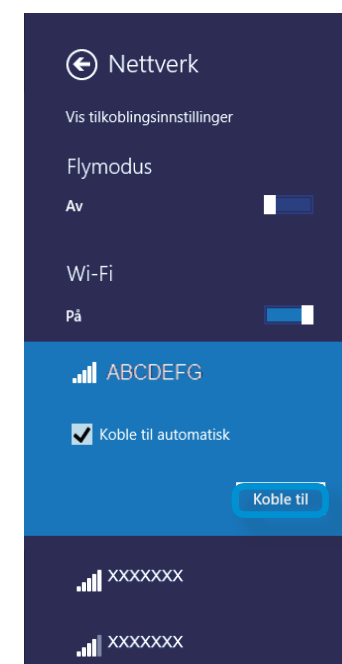 Nettverk
Vis tilkoblingsinnstillinger
Flymodus
Av
Wi-Fi
På
ABCDEFG
Koble til automatisk
Koble til
XXXXXXX
XXXXXXX